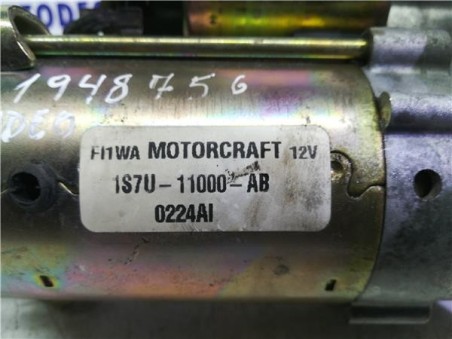 1948756
FI1WA MOTORCRAFT 12V
1S7U-11000-AB
0224AI